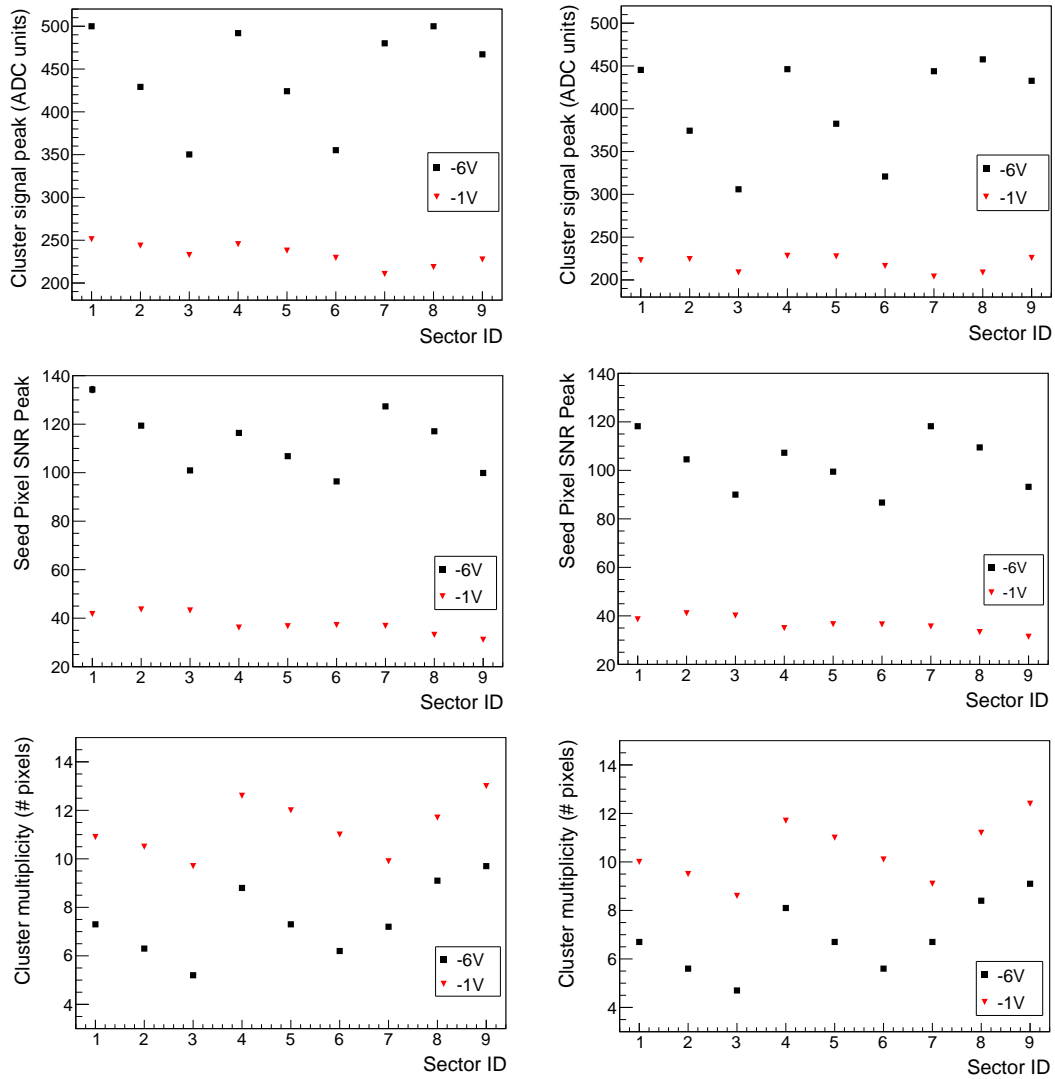 Cluster signal peak (ADC units)
500
450
400
350
300
250
200
-6V
-1V
1 2 3 4 5 6 7 8 9
Sector ID
Cluster signal peak (ADC units)
500
450
400
350
300
250
200
-6V
-1V
1 2 3 4 5 6 7 8 9
Sector ID
Seed Pixel SNR Peak
140
120
100
80
60
40
20
-6V
-1V
1 2 3 4 5 6 7 8 9
Sector ID
Seed Pixel SNR Peak
140
120
100
80
60
40
20
-6V
-1V
1 2 3 4 5 6 7 8 9
Sector ID
Cluster multiplicity (# pixels)
14
12
10
8
6
4
-6V
-1V
1 2 3 4 5 6 7 8 9
Sector ID
Cluster multiplicity (# pixels)
14
12
10
8
6
4
-6V
-1V
1 2 3 4 5 6 7 8 9
Sector ID